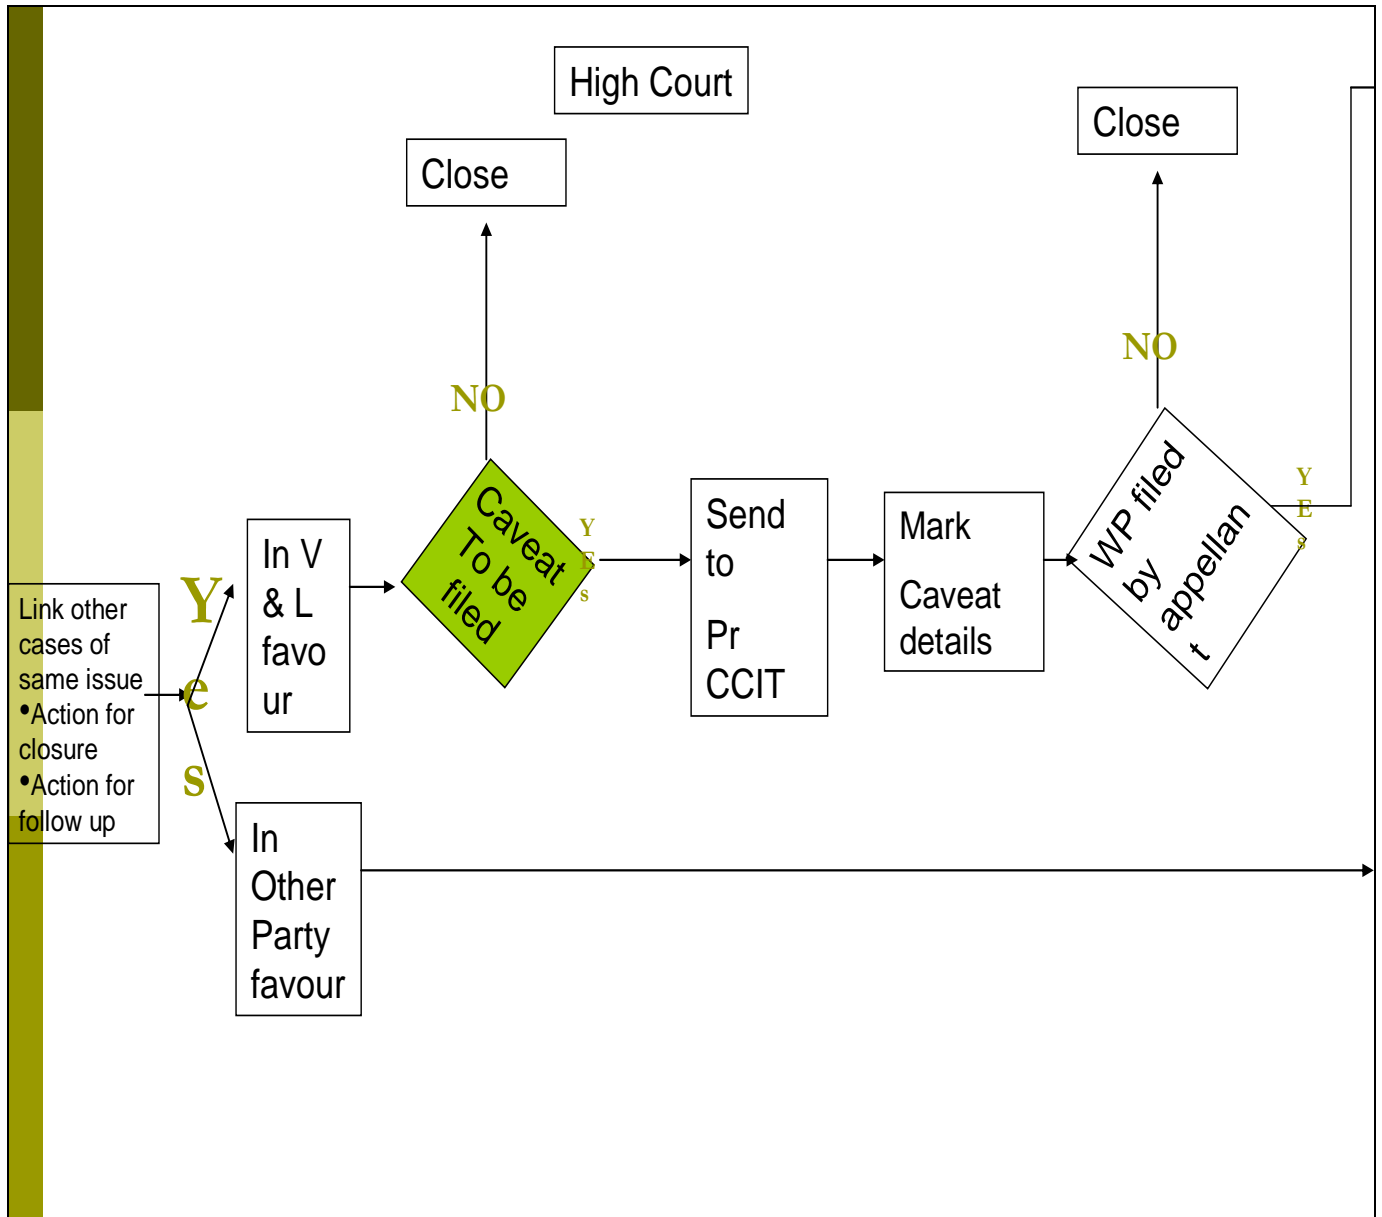 High Court
Close
Close
NO
NO
Link other
cases of
same issue
•Action for
closure
•Action for
follow up
Y
e
s
In V
& L
favo
ur
Caveat
To be
filed
Y
E
s
Send
to
Pr
CCIT
Mark
Caveat
details
WP filed
by
appellan
t
Y
E
s
In
Other
Party
favour